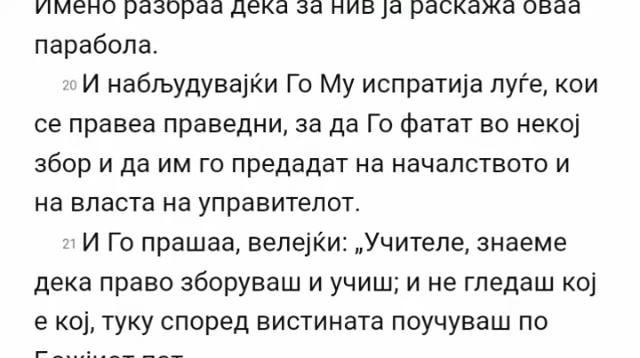 Имено разбраа дека за нив ја раскажа оваа
парабола.
20 И набљудувајќи Го Му испратија луѓе, кои
се правеа праведни, за да Го фатат во некој
збор и да им го предадат на началството и
на власта на управителот.
21 И Го прашаа, велејќи: „Учителе, знаеме
дека право зборуваш и учиш; и не гледаш кој
е кој, туку според вистината поучуваш по
Божјиот пат